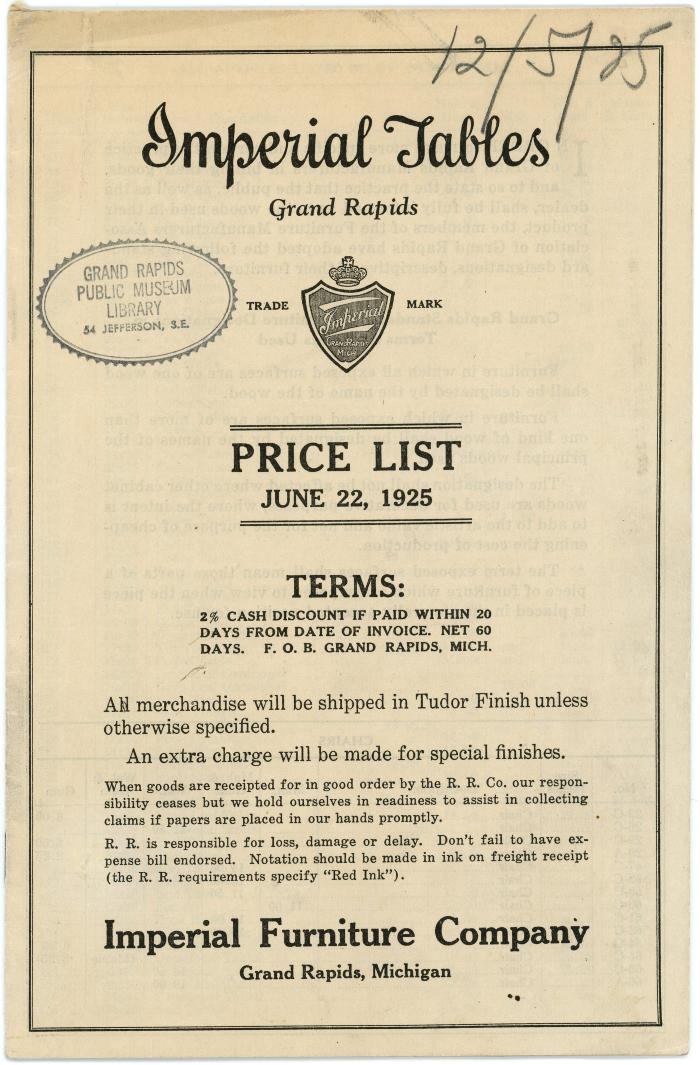 12/5/25
Imperial Tables
Grand Rapids
GRAND RAPIDS
PUBLIC MUSEUM
LIBRARY
54 JEFFERSON, S.E.
TRADE MARK
Imperial
GRAND RAPIDS
MICH
PRICE LIST
JUNE 22, 1925
TERMS:
2% CASH DISCOUNT IF PAID WITHIN 20
DAYS FROM DATE OF INVOICE. NET 60
DAYS. F. O. B. GRAND RAPIDS, MICH.
All merchandise will be shipped in Tudor Finish unless
otherwise specified.
An extra charge will be made for special finishes.
When goods are receipted for in good order by the R. R. Co. our respon-
sibility ceases but we hold ourselves in readiness to assist in collecting
claims if papers are placed in our hands promptly.
R. R. is responsible for loss, damage or delay. Don't fail to have ex-
pense bill endorsed. Notation should be made in ink on freight receipt
(the R. R. requirements specify "Red Ink").
Imperial Furniture Company
Grand Rapids, Michigan